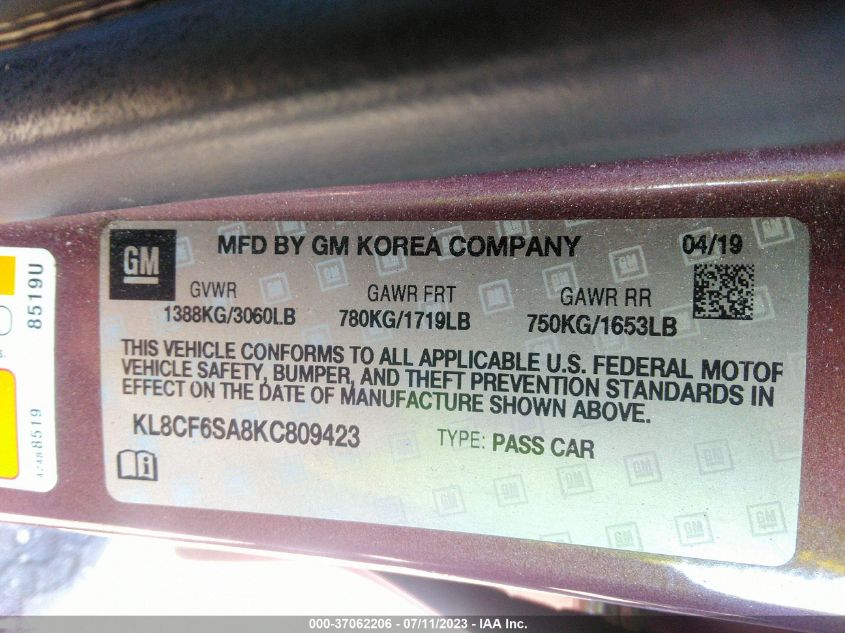 GM
MFD BY GM KOREA COMPANY 04/19
GVWR GAWR FRT GAWR RR
1388KG/3060LB 780KG/1719LB 750KG/1653LB
THIS VEHICLE CONFORMS TO ALL APPLICABLE U.S. FEDERAL MOTOR
VEHICLE SAFETY, BUMPER, AND THEFT PREVENTION STANDARDS IN
EFFECT ON THE DATE OF MANUFACTURE SHOWN ABOVE.
KL8CF6SA8KC809423 TYPE: PASS CAR
8519U
8519
000-37062206 - 07/11/2023 - IAA Inc.